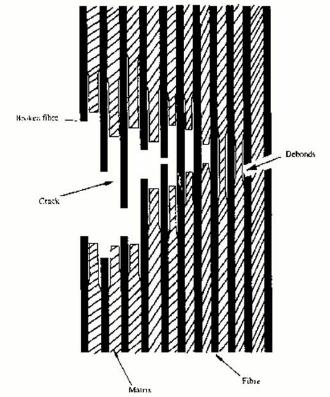 Broken fibre
Debonds
Crack
Fibre
Matrix